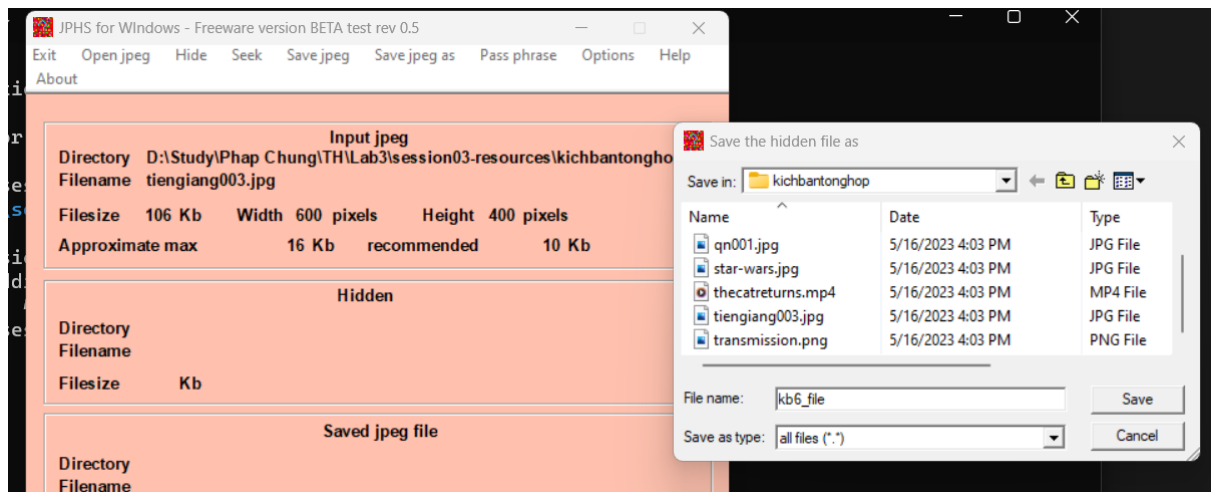 JPHS for WIndows - Freeware version BETA test rev 0.5
Exit Open jpeg Hide Seek Save jpeg Save jpeg as Pass phrase Options Help
About
Input jpeg
Directory D:\Study\Phap Chung\TH\Lab3\session03-resources\kichbantongho
Filename tiengiang003.jpg
Filesize 106 Kb Width 600 pixels Height 400 pixels
Approximate max 16 Kb recommended 10 Kb
Hidden
Directory
Filename
Filesize Kb
Saved jpeg file
Directory
Filename
Save the hidden file as
Save in: kichbantonghop
Name Date Type
qn001.jpg 5/16/2023 4:03 PM JPG File
star-wars.jpg 5/16/2023 4:03 PM JPG File
thecatreturns.mp4 5/16/2023 4:03 PM MP4 File
tiengiang003.jpg 5/16/2023 4:03 PM JPG File
transmission.png 5/16/2023 4:03 PM PNG File
File name: kb6_file Save
Save as type: all files (*.*) Cancel